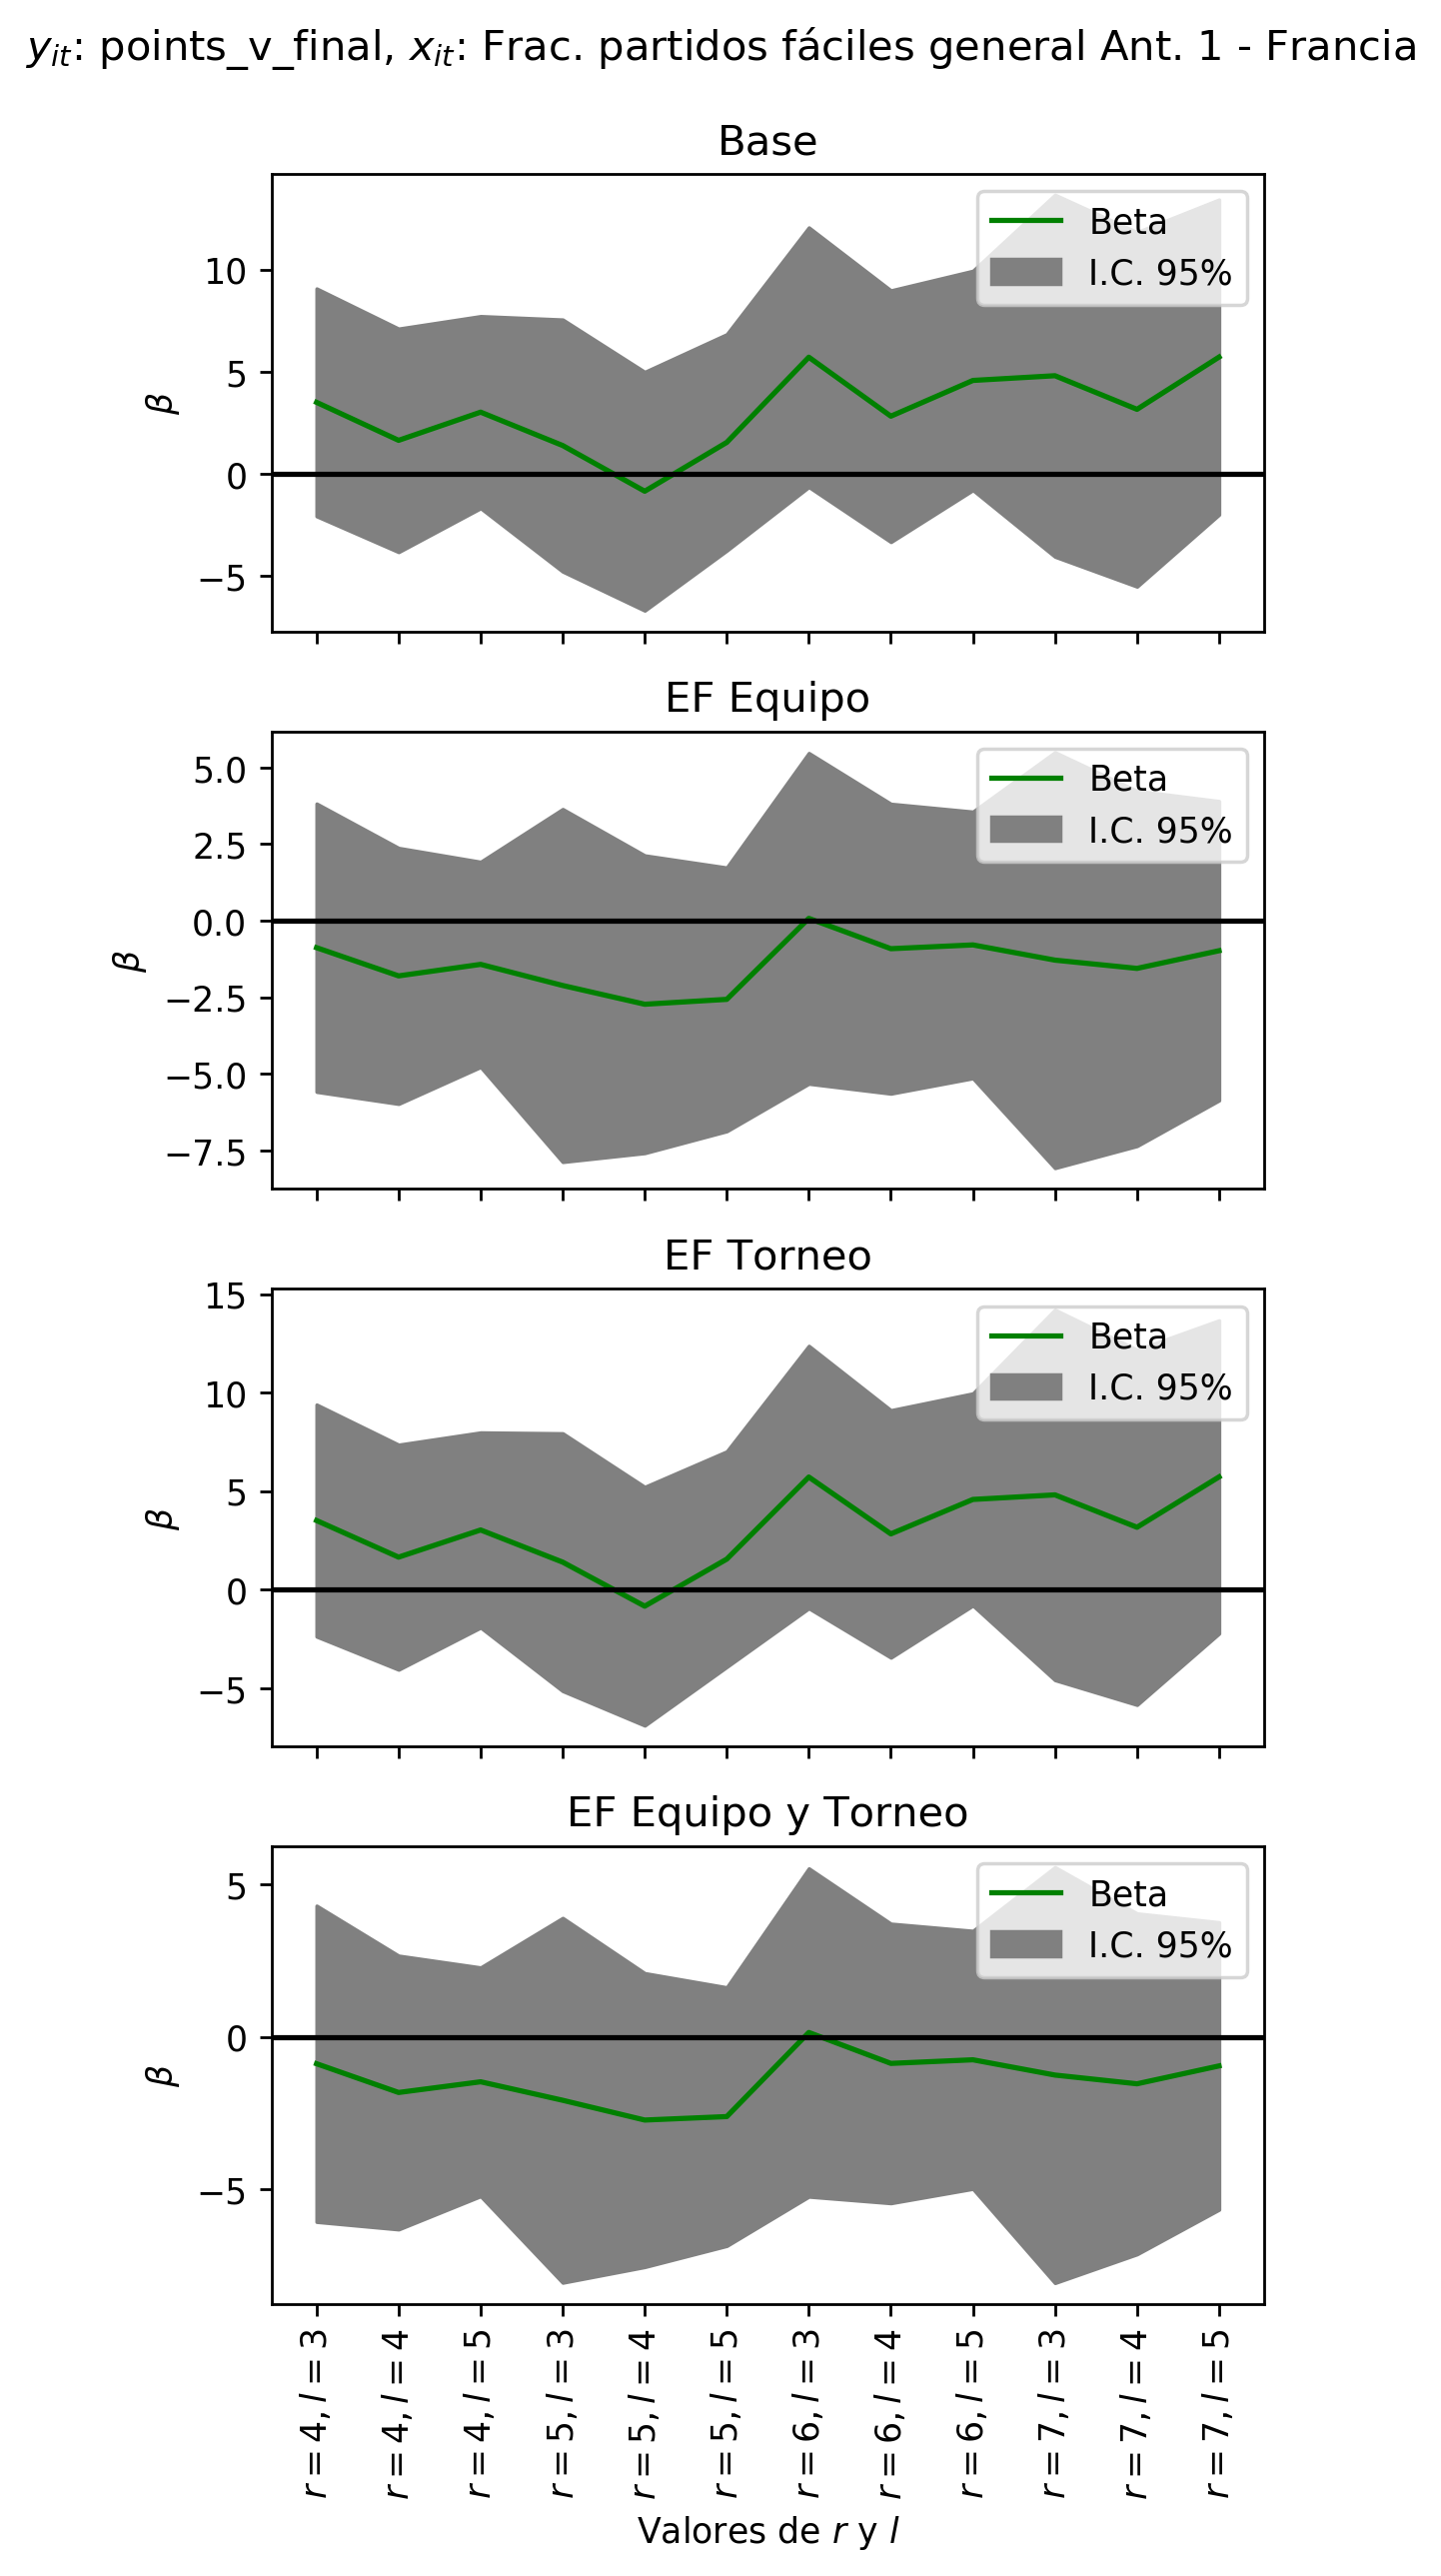 y_it: points_v_final, x_it: Frac. partidos fáciles general Ant. 1 - Francia
Base
Beta
I.C. 95%
10
5
0
−5
β
EF Equipo
Beta
I.C. 95%
5.0
2.5
0.0
−2.5
−5.0
−7.5
β
EF Torneo
Beta
I.C. 95%
15
10
5
0
−5
β
EF Equipo y Torneo
Beta
I.C. 95%
5
0
−5
β
r = 4, l = 3
r = 4, l = 4
r = 4, l = 5
r = 5, l = 3
r = 5, l = 4
r = 5, l = 5
r = 6, l = 3
r = 6, l = 4
r = 6, l = 5
r = 7, l = 3
r = 7, l = 4
r = 7, l = 5
Valores de r y l